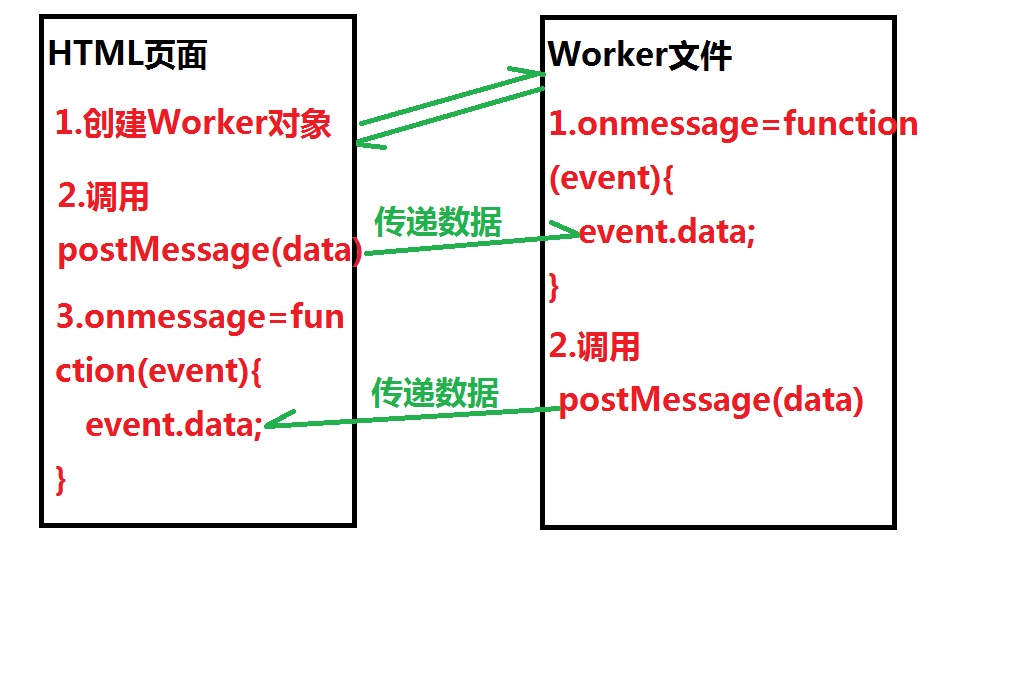 HTML页面
1.创建Worker对象
2.调用
postMessage(data)
3.onmessage=fun
ction(event){
event.data;
}
传递数据
传递数据
Worker文件
1.onmessage=function
(event){
event.data;
}
2.调用
postMessage(data)